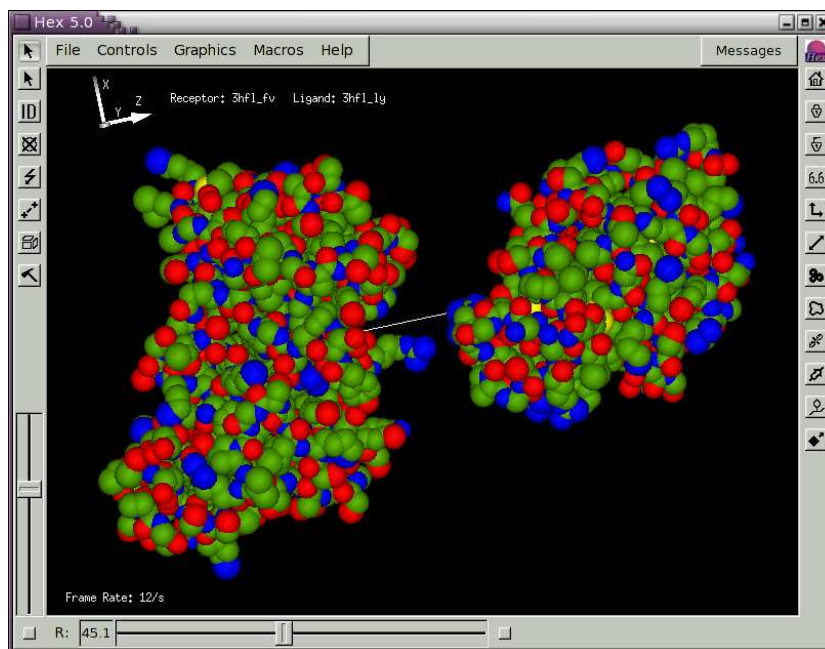 Hex 5.0
File Controls Graphics Macros Help Messages
Hex
X
Y Z
Receptor: 3hfl_fv Ligand: 3hfl_ly
ID
6.6
Frame Rate: 12/s
R: 45.1